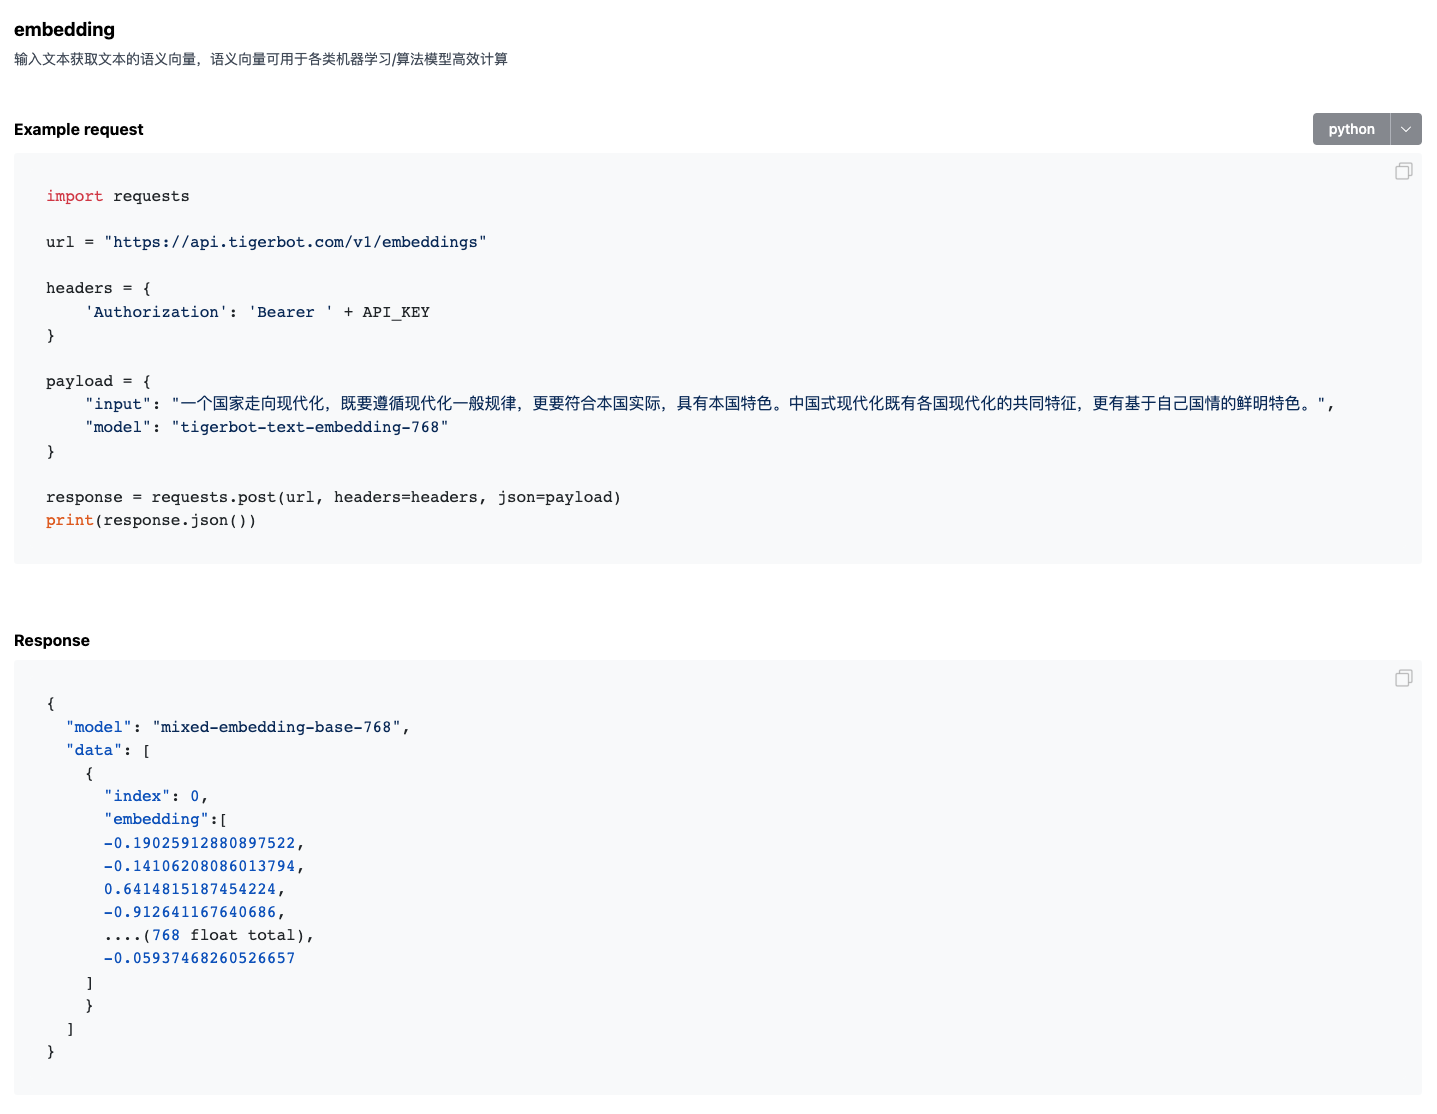 embedding
输入文本获取文本的语义向量，语义向量可用于各类机器学习/算法模型高效计算
Example request
python
import requests
url = "https://api.tigerbot.com/v1/embeddings"
headers = {
    'Authorization': 'Bearer ' + API_KEY
}
payload = {
    "input": "一个国家走向现代化，既要遵循现代化一般规律，更要符合本国实际，具有本国特色。中国式现代化既有各国现代化的共同特征，更有基于自己国情的鲜明特色。",
    "model": "tigerbot-text-embedding-768"
}
response = requests.post(url, headers=headers, json=payload)
print(response.json())
Response
{
  "model": "mixed-embedding-base-768",
  "data": [
    {
      "index": 0,
      "embedding":[
      -0.19025912880897522,
      -0.14106208086013794,
      0.6414815187454224,
      -0.912641167640686,
      ....(768 float total),
      -0.05937468260526657
    ]
    }
  ]
}